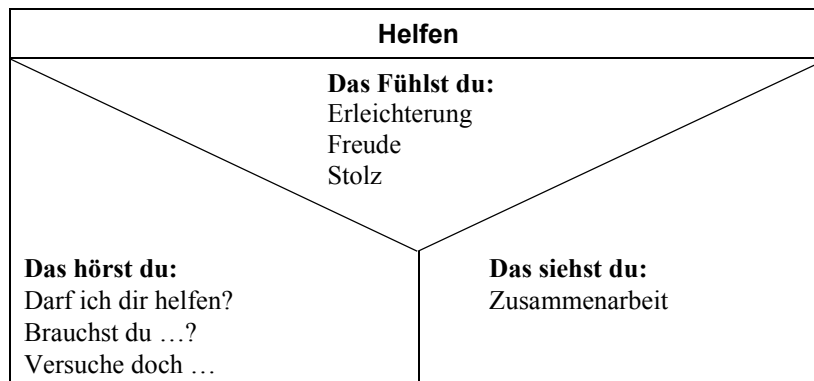 Helfen
Das Fühlst du:
Erleichterung
Freude
Stolz
Das hörst du:
Darf ich dir helfen?
Brauchst du …?
Versuche doch …
Das siehst du:
Zusammenarbeit